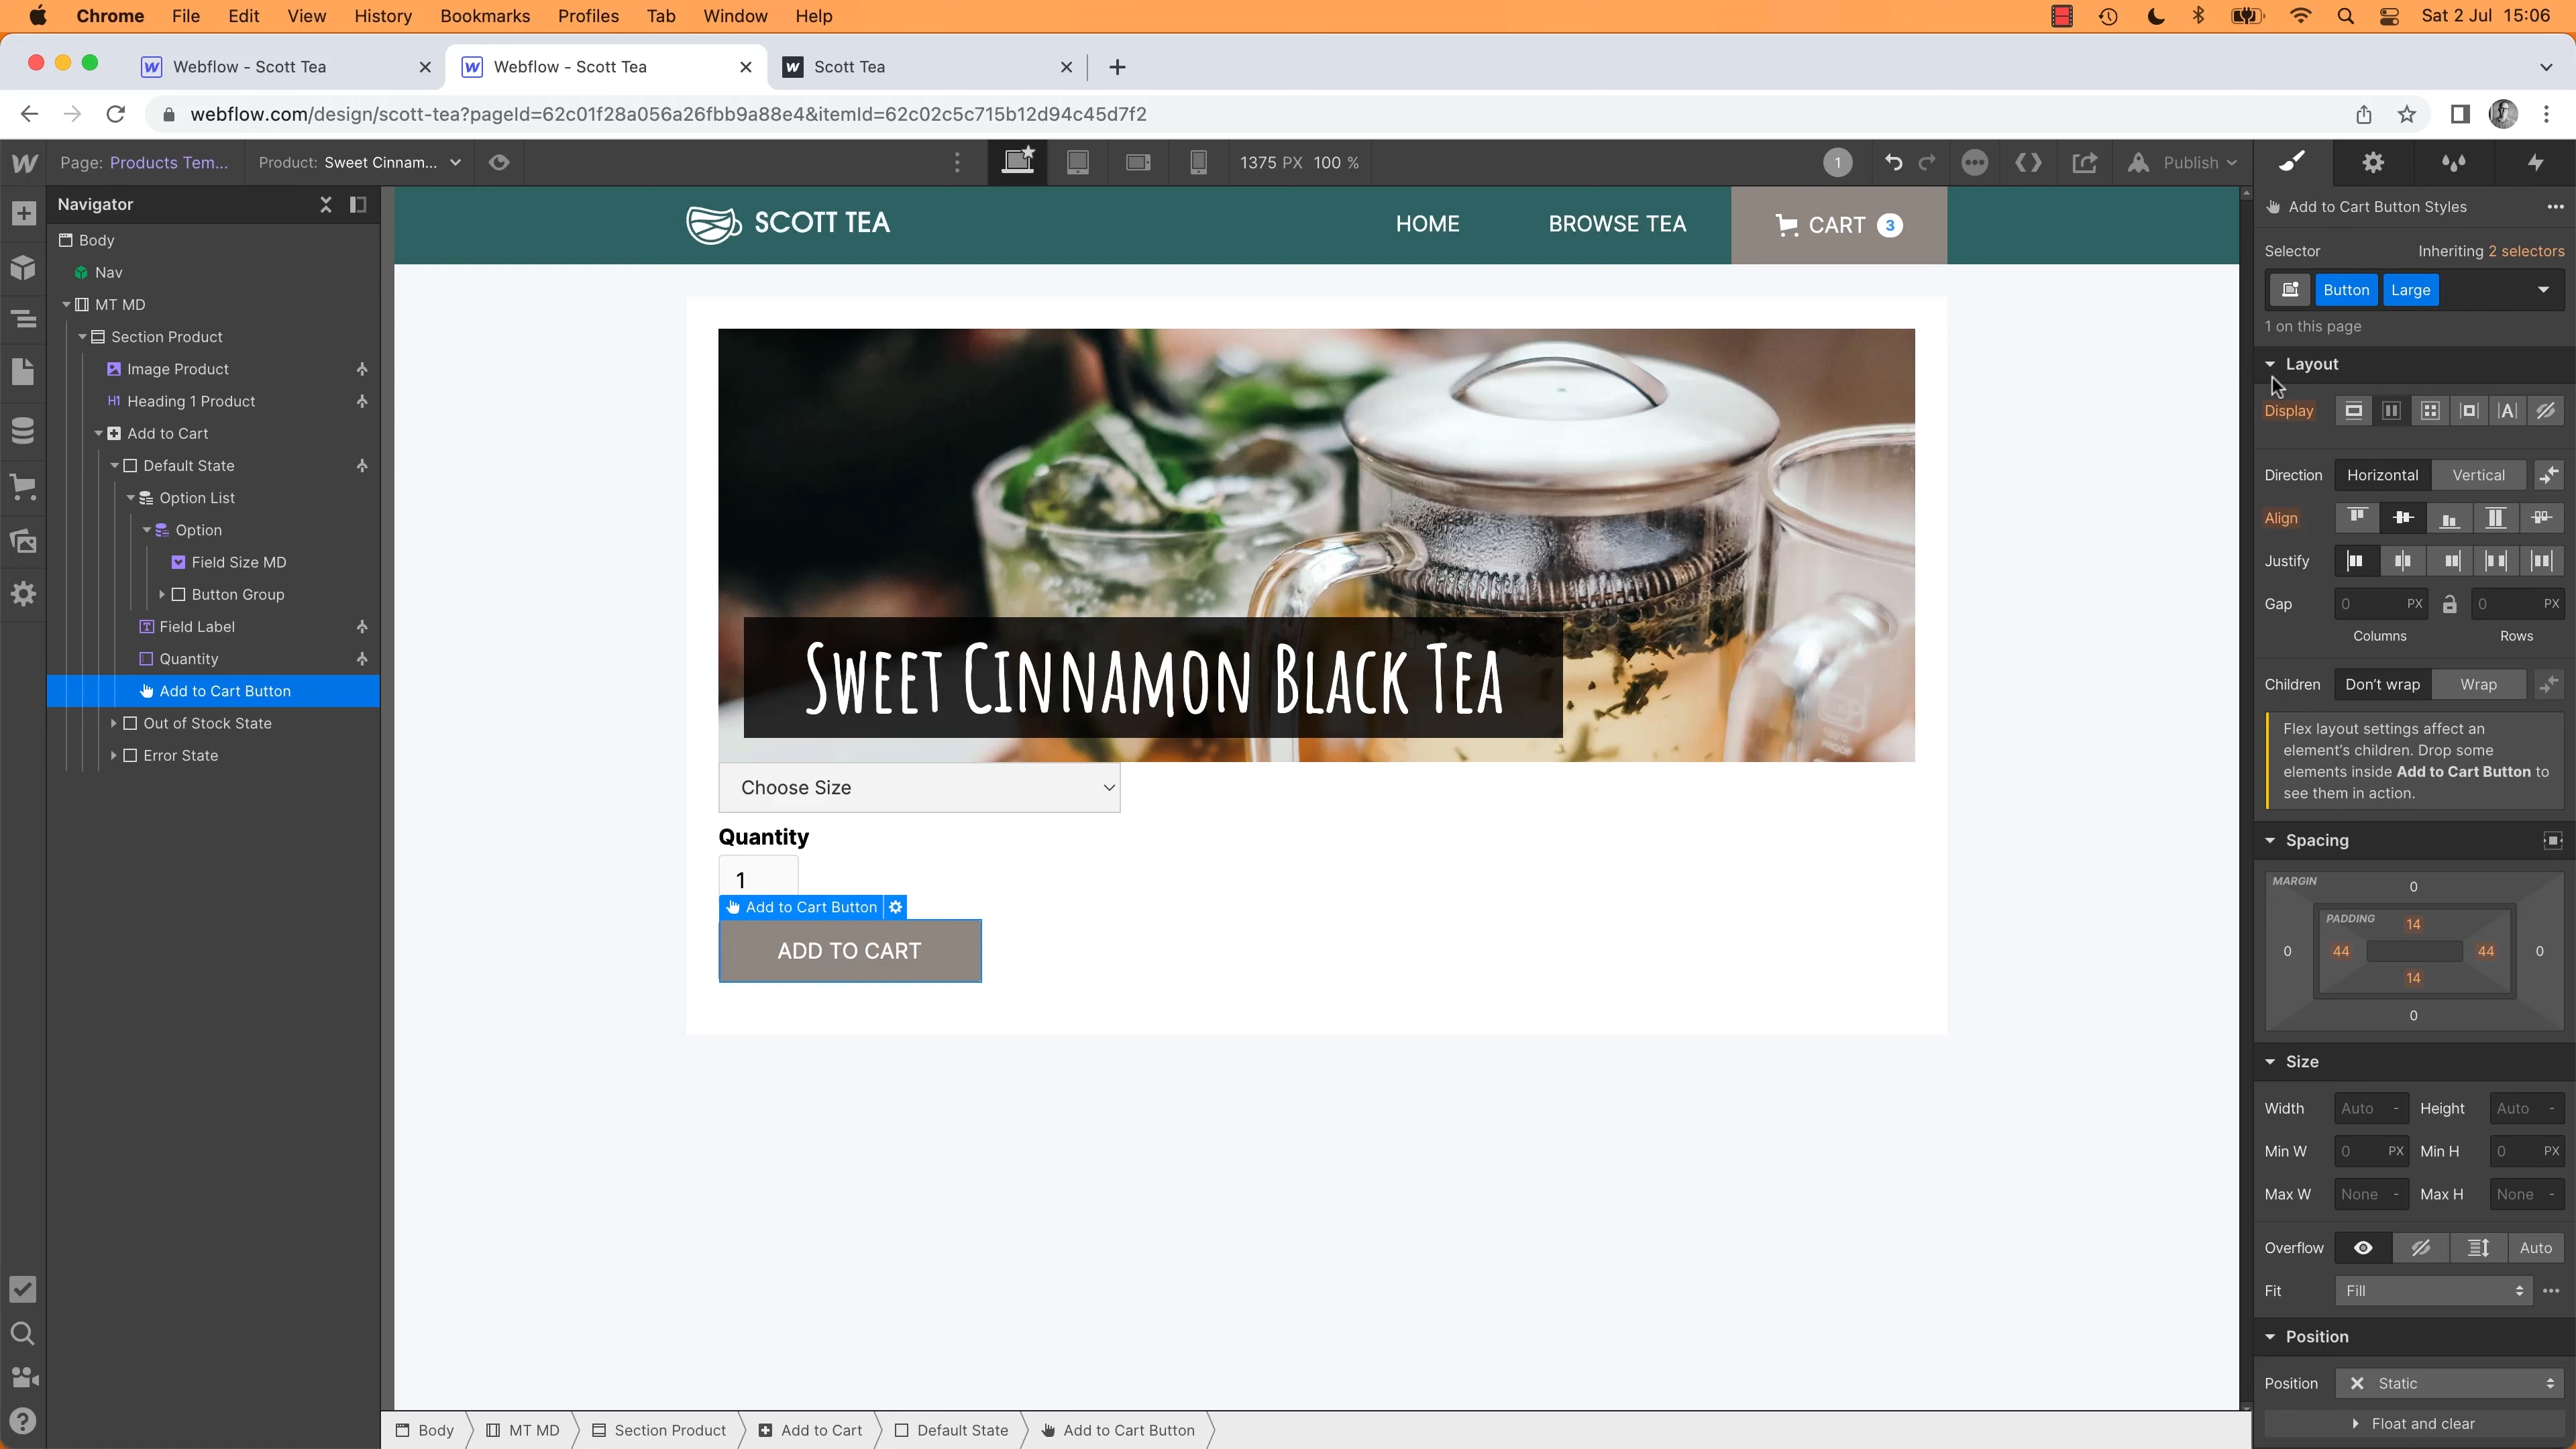 Chrome File Edit View History Bookmarks Profiles Tab Window Help Sat 2 Jul 15:06
Webflow - Scott Tea
Webflow - Scott Tea
Scott Tea
webflow.com/design/scott-tea?pageId=62c01f28a056a26fbb9a88e4&itemId=62c02c5c715b12d94c45d7f2
Page: Products Tem... Product: Sweet Cinnam... 1375 PX 100 % 1 Publish
Navigator
Body
Nav
MT MD
Section Product
Image Product
H1 Heading 1 Product
Add to Cart
Default State
Option List
Option
Field Size MD
Button Group
Field Label
Quantity
Add to Cart Button
Out of Stock State
Error State
SCOTT TEA HOME BROWSE TEA CART 3
Sweet Cinnamon Black Tea
Choose Size
Quantity
1
Add to Cart Button
ADD TO CART
Body MT MD Section Product Add to Cart Default State Add to Cart Button
Add to Cart Button Styles
Selector Inheriting 2 selectors
Button Large
1 on this page
Layout
Display
Direction Horizontal Vertical
Align
Justify
Gap 0 PX 0 PX
Columns Rows
Children Don't wrap Wrap
Flex layout settings affect an
element's children. Drop some
elements inside Add to Cart Button to
see them in action.
Spacing
MARGIN 0
PADDING 14
0 44 44 0
14
0
Size
Width Auto - Height Auto -
Min W 0 PX Min H 0 PX
Max W None - Max H None -
Overflow Auto
Fit Fill
Position
Position Static
Float and clear